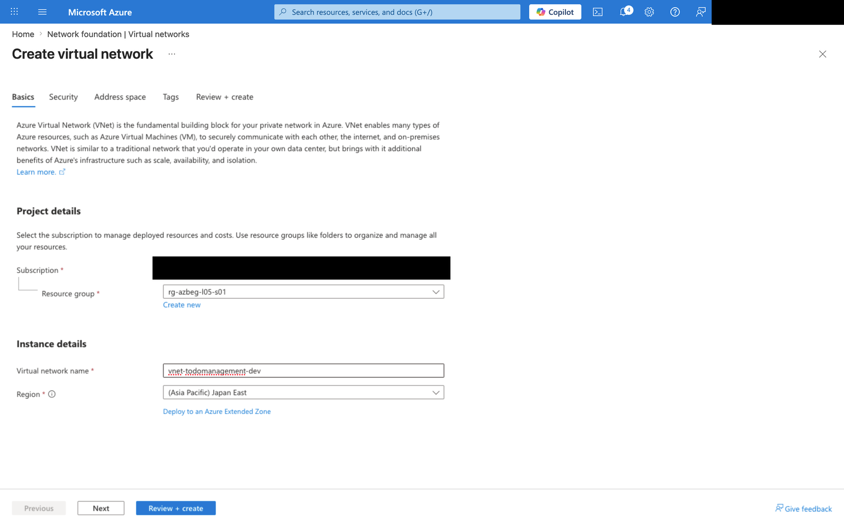 Microsoft Azure
Search resources, services, and docs (G+/)
Copilot
4
Home > Network foundation | Virtual networks
Create virtual network ...
Basics Security Address space Tags Review + create
Azure Virtual Network (VNet) is the fundamental building block for your private network in Azure. VNet enables many types of
Azure resources, such as Azure Virtual Machines (VM), to securely communicate with each other, the internet, and on-premises
networks. VNet is similar to a traditional network that you'd operate in your own data center, but brings with it additional
benefits of Azure's infrastructure such as scale, availability, and isolation.
Learn more.
Project details
Select the subscription to manage deployed resources and costs. Use resource groups like folders to organize and manage all
your resources.
Subscription *
Resource group * rg-azbeg-l05-s01
Create new
Instance details
Virtual network name * vnet-todomanagement-dev
Region * (Asia Pacific) Japan East
Deploy to an Azure Extended Zone
Previous Next Review + create Give feedback